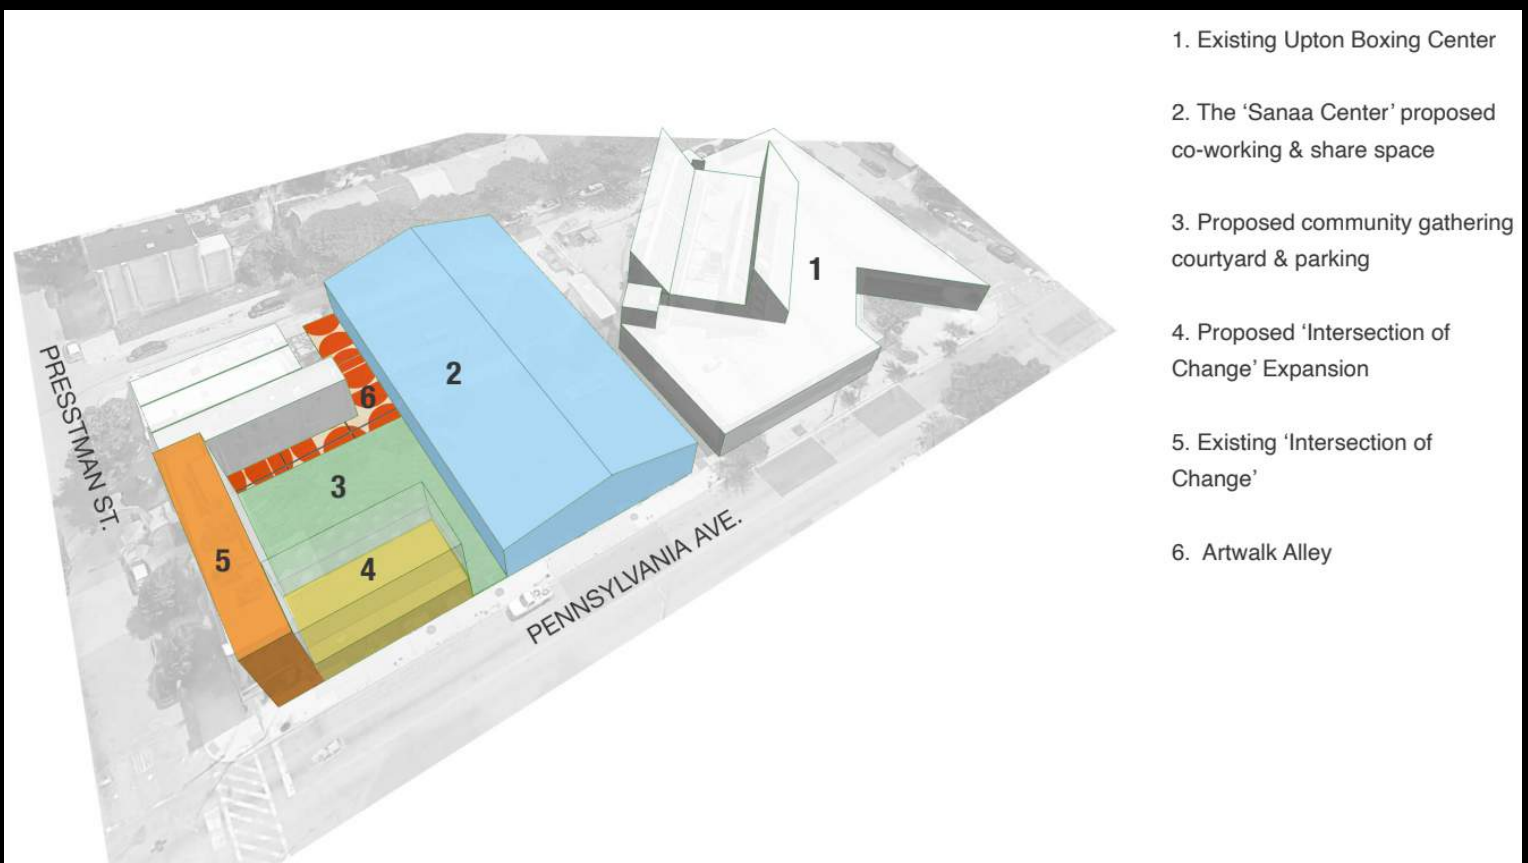 1. Existing Upton Boxing Center
2. The ‘Sanaa Center’ proposed
co-working & share space
3. Proposed community gathering
courtyard & parking
4. Proposed ‘Intersection of
Change’ Expansion
5. Existing ‘Intersection of
Change’
6. Artwalk Alley
1
2
6
3
5
4
PRESSTMAN ST.
PENNSYLVANIA AVE.